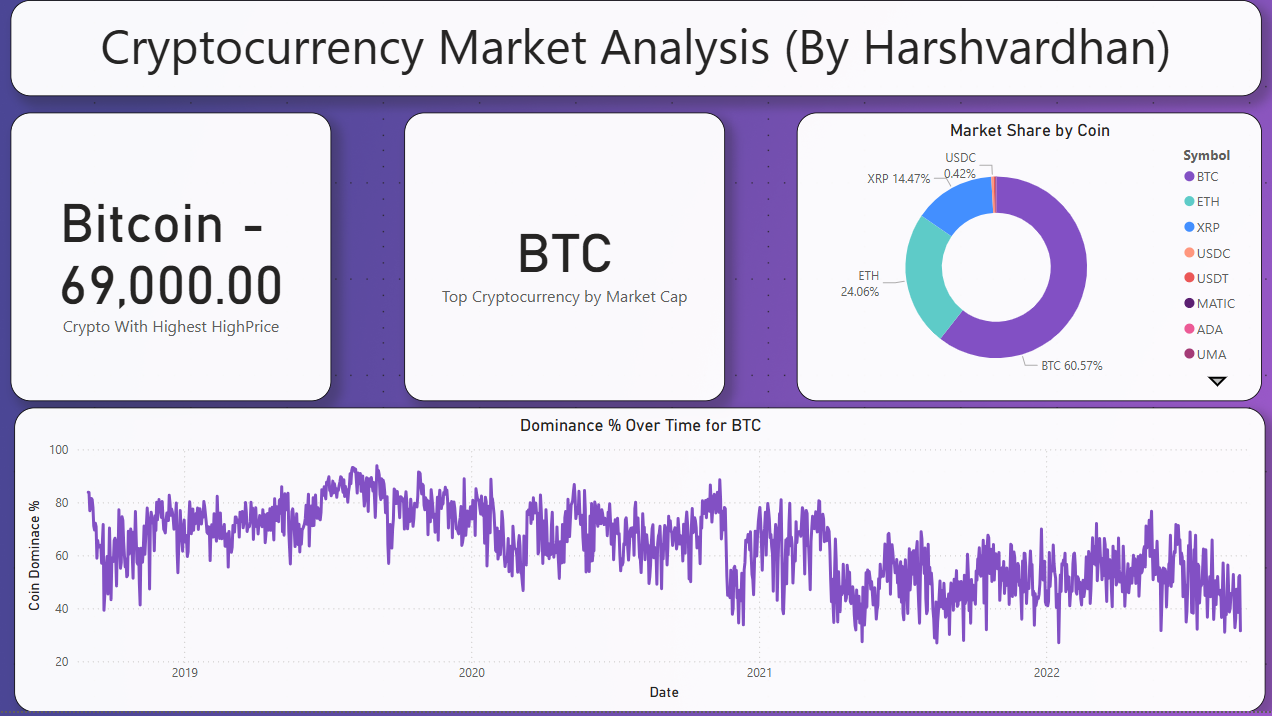 Cryptocurrency Market Analysis (By Harshvardhan)
Bitcoin -
69,000.00
Crypto With Highest HighPrice
BTC
Top Cryptocurrency by Market Cap
Market Share by Coin
USDC
0.42%
XRP 14.47%
ETH
24.06%
BTC 60.57%
Symbol
BTC
ETH
XRP
USDC
USDT
MATIC
ADA
UMA
Dominance % Over Time for BTC
Coin Dominace %
100
80
60
40
20
2019
2020
2021
2022
Date